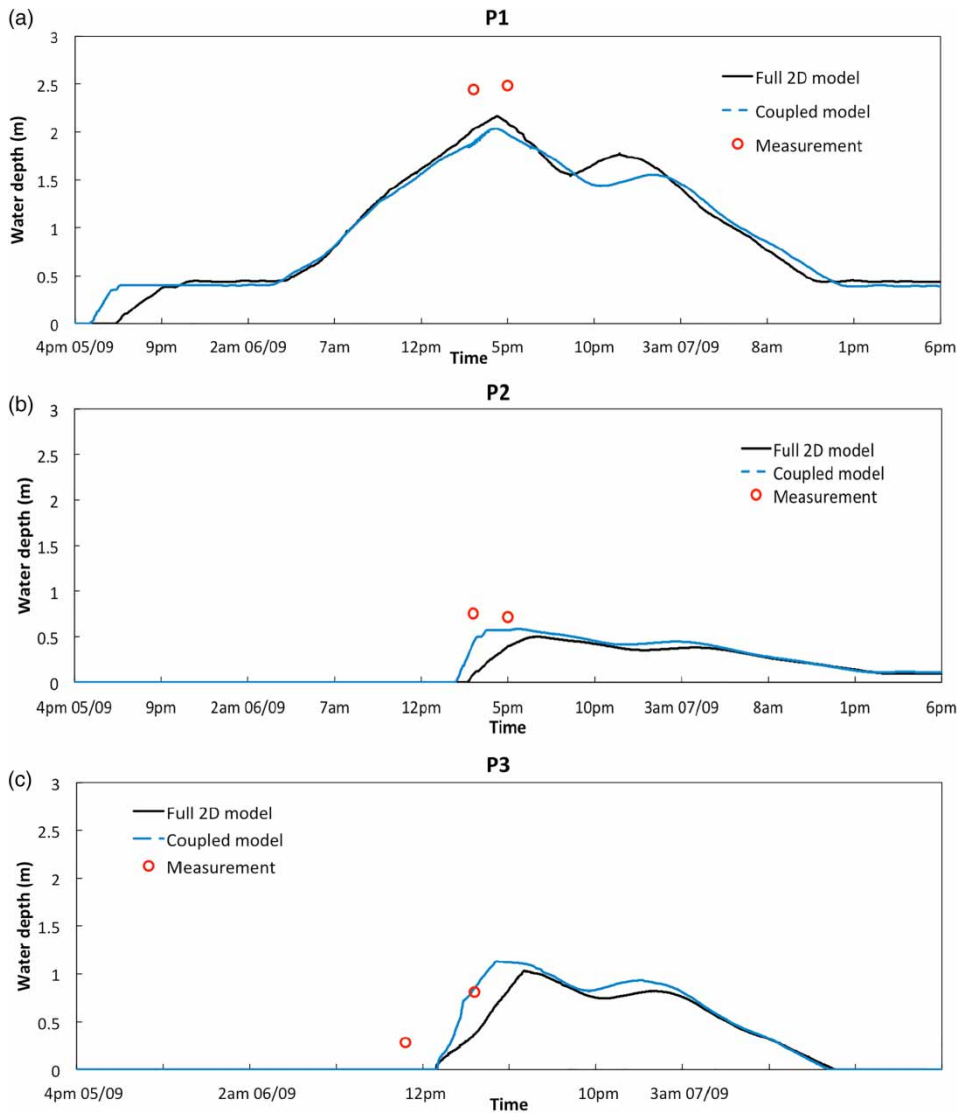 (a)
P1
3
2.5
2
1.5
1
0.5
0
Water depth (m)
Full 2D model
Coupled model
Measurement
4pm 05/09 9pm 2am 06/09 7am 12pm 5pm 10pm 3am 07/09 8am 1pm 6pm
Time
(b)
P2
3
2.5
2
1.5
1
0.5
0
Water depth (m)
Full 2D model
Coupled model
Measurement
4pm 05/09 9pm 2am 06/09 7am 12pm 5pm 10pm 3am 07/09 8am 1pm 6pm
Time
(c)
P3
3
2.5
2
1.5
1
0.5
0
Water depth (m)
Full 2D model
Coupled model
Measurement
4pm 05/09 2am 06/09 12pm 10pm 3am 07/09
Time